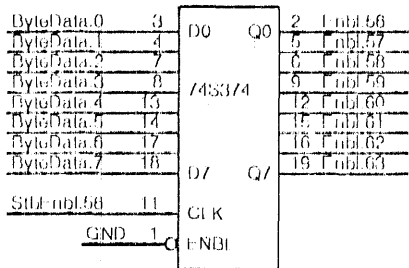 ByteData.0 3 D0 Q0 2 Enbl.56
ByteData.1 4 5 Enbl.57
ByteData.2 7 6 Enbl.58
ByteData.3 8 74S374 9 Enbl.59
ByteData.4 13 12 Enbl.60
ByteData.5 14 15 Enbl.61
ByteData.6 17 16 Enbl.62
ByteData.7 18 D7 Q7 19 Enbl.63
StbEnbl.58 11 CLK
GND 1 ENBL